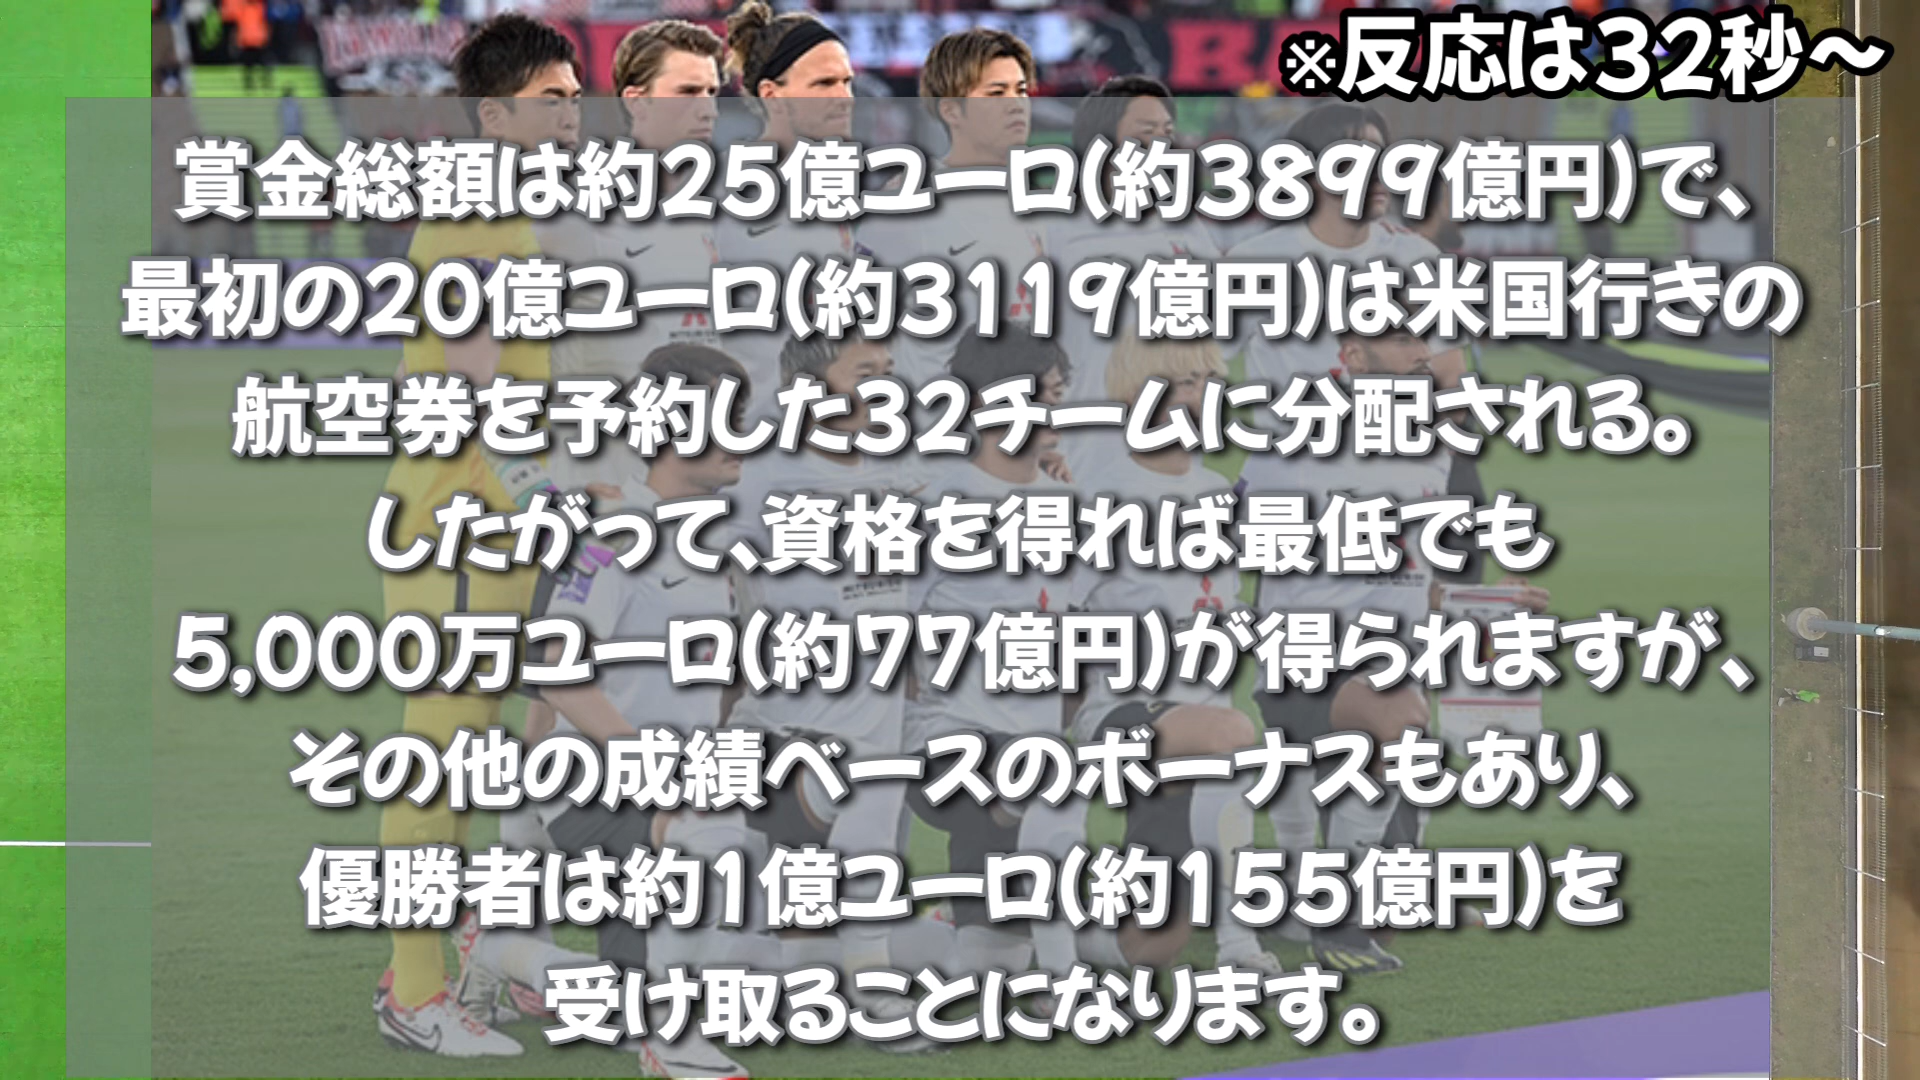 ※反応は32秒～
賞金総額は約25億ユーロ(約3899億円)で、
最初の20億ユーロ(約3119億円)は米国行きの
航空券を予約した32チームに分配される。
したがって、資格を得れば最低でも
5,000万ユーロ(約77億円)が得られますが、
その他の成績ベースのボーナスもあり、
優勝者は約1億ユーロ(約155億円)を
受け取ることになります。